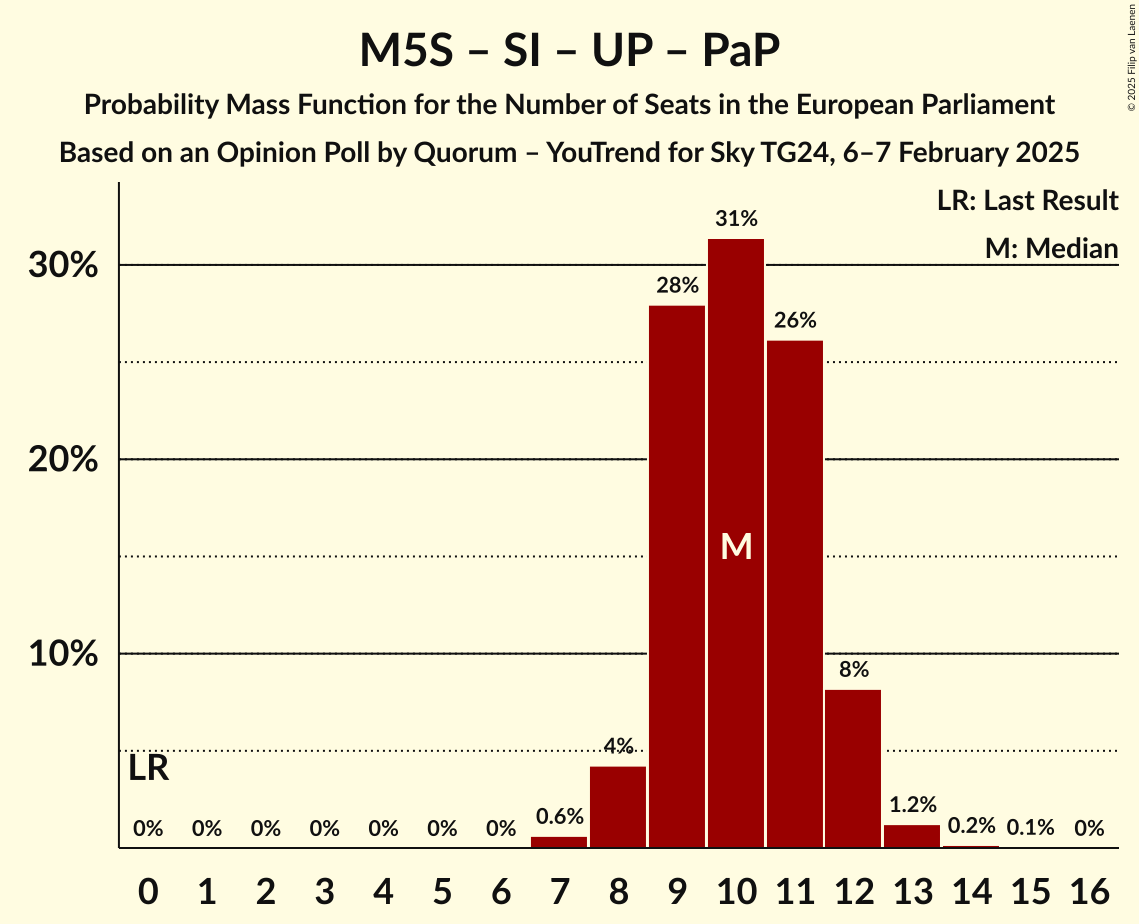 M5S – SI – UP – PaP
Probability Mass Function for the Number of Seats in the European Parliament
Based on an Opinion Poll by Quorum – YouTrend for Sky TG24, 6–7 February 2025
© 2025 Filip van Laenen
LR: Last Result
M: Median
30%
20%
10%
LR
M
0% 0% 0% 0% 0% 0% 0% 0.6% 4% 28% 31% 26% 8% 1.2% 0.2% 0.1% 0%
0 1 2 3 4 5 6 7 8 9 10 11 12 13 14 15 16